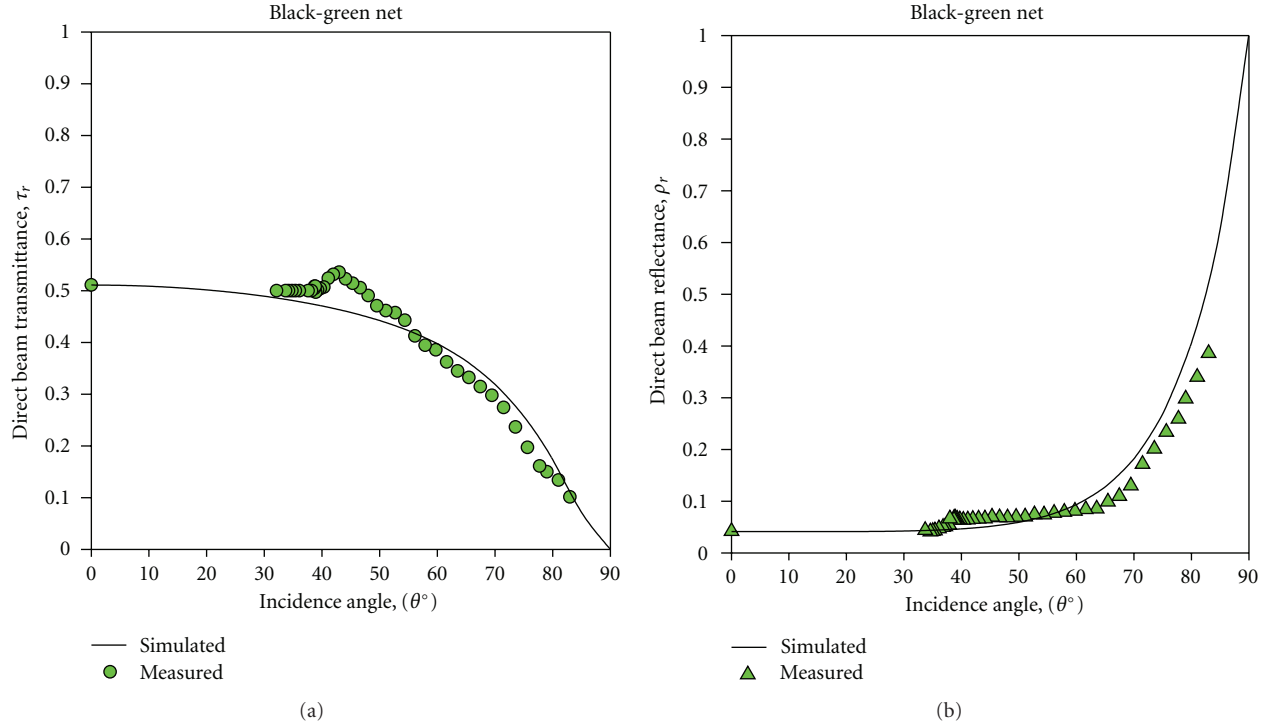 Black-green net
1
0.9
0.8
0.7
0.6
0.5
0.4
0.3
0.2
0.1
0
Direct beam transmittance, τr
0 10 20 30 40 50 60 70 80 90
Incidence angle, (θ°)
Simulated
Measured
(a)
Black-green net
1
0.9
0.8
0.7
0.6
0.5
0.4
0.3
0.2
0.1
0
Direct beam reflectance, ρr
0 10 20 30 40 50 60 70 80 90
Incidence angle, (θ°)
Simulated
Measured
(b)